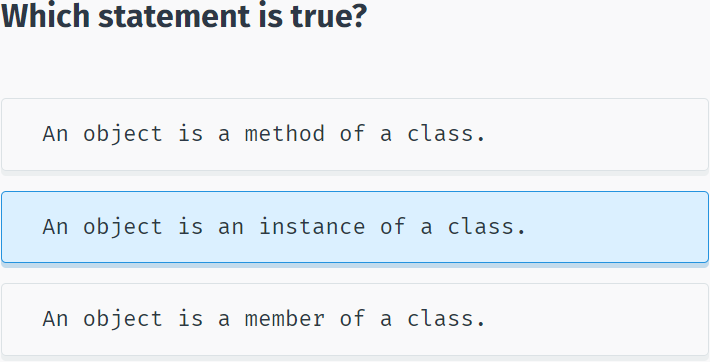 Which statement is true?
An object is a method of a class.
An object is an instance of a class.
An object is a member of a class.